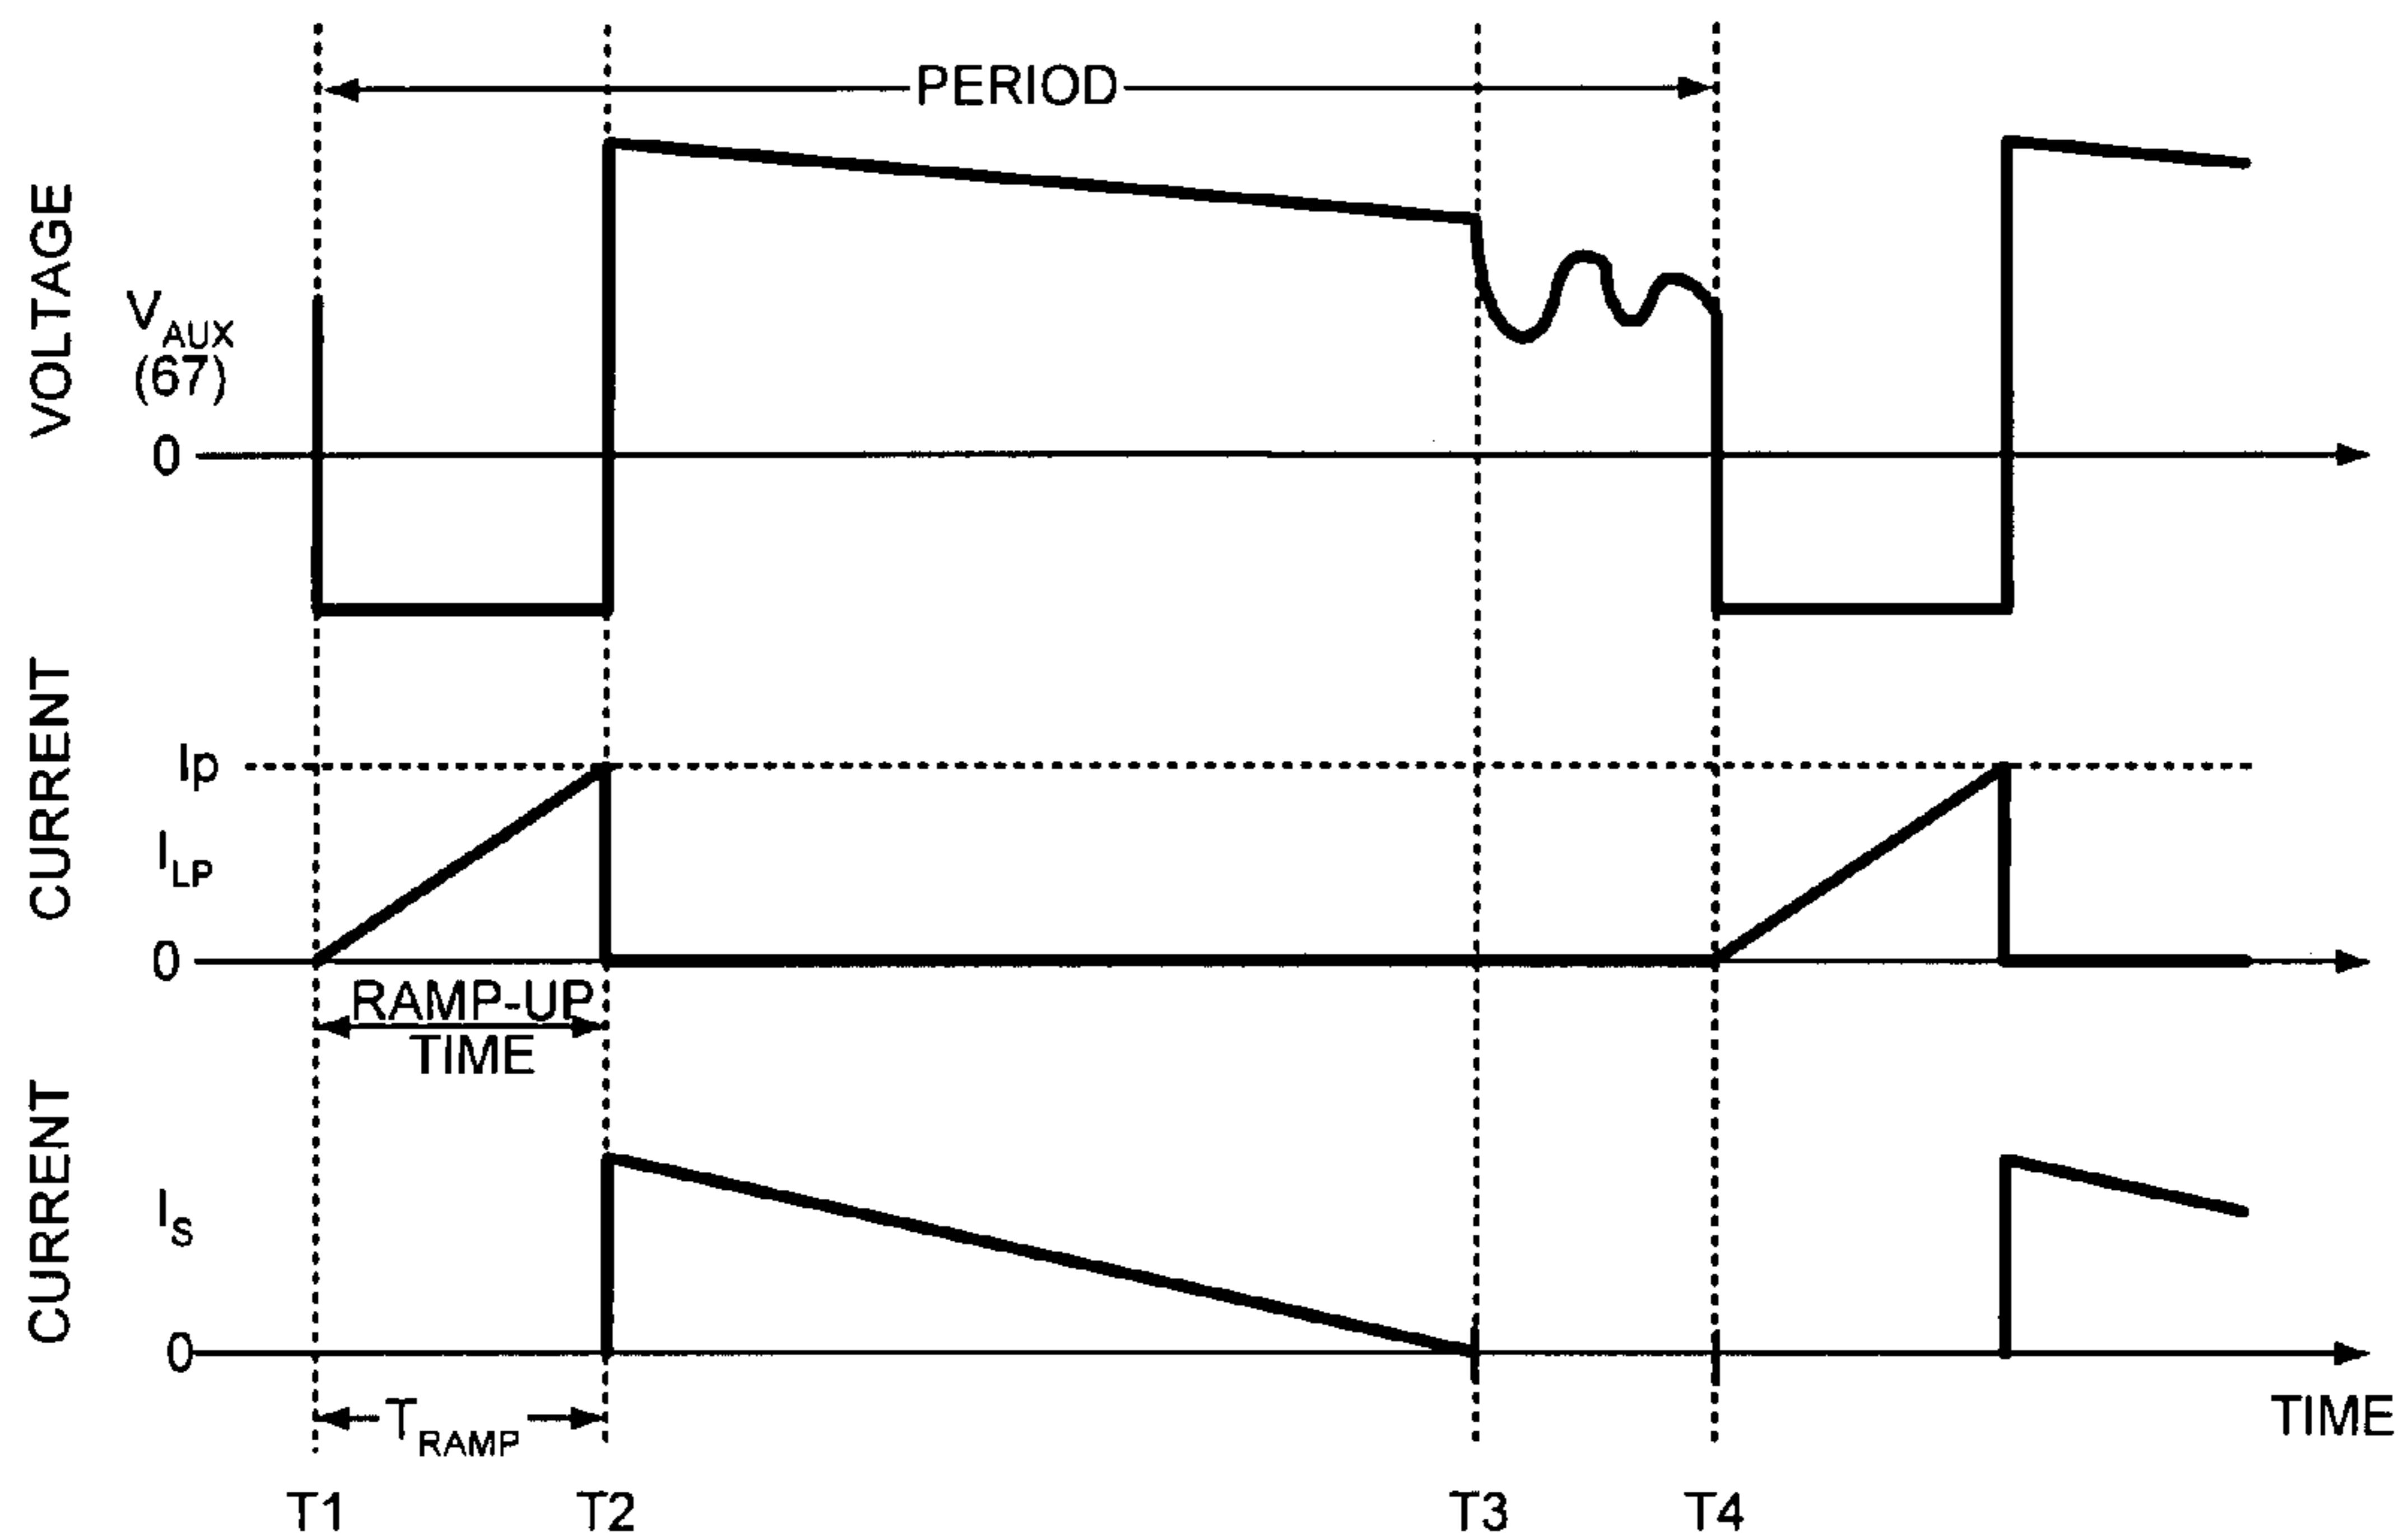 PERIOD
VOLTAGE
VAUX
(67)
0
CURRENT
Ip
ILP
0
RAMP-UP
TIME
CURRENT
IS
0
TRAMP
TIME
T1 T2 T3 T4